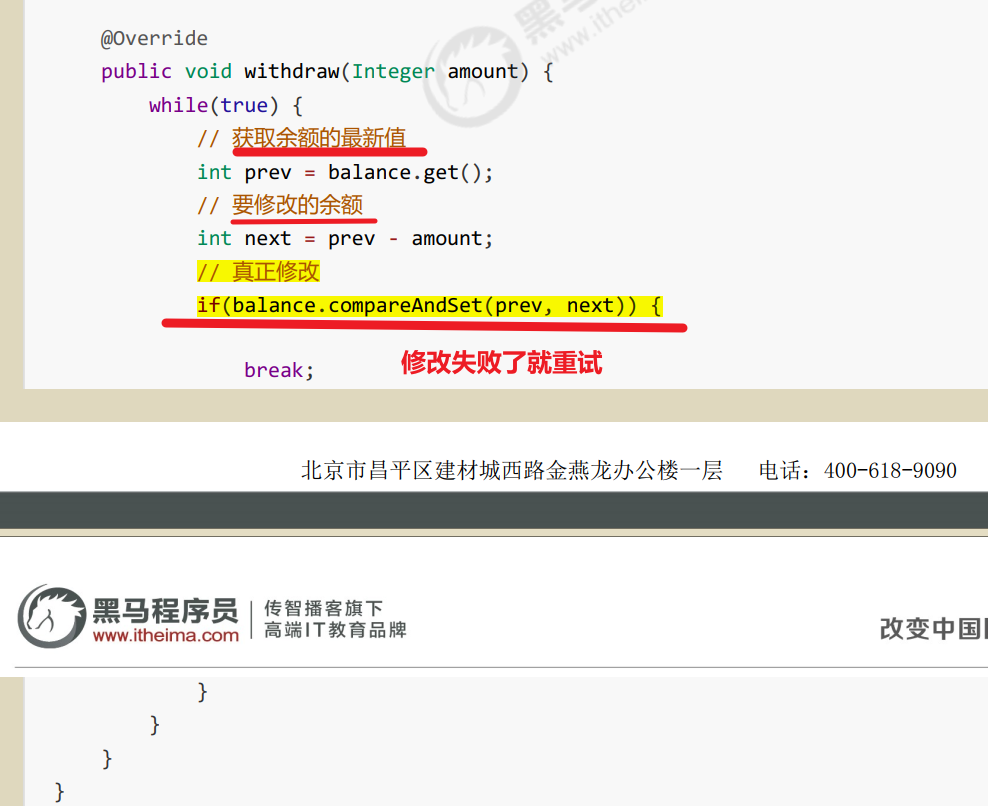 @Override
public void withdraw(Integer amount) {
while(true) {
// 获取余额的最新值
int prev = balance.get();
// 要修改的余额
int next = prev - amount;
// 真正修改
if(balance.compareAndSet(prev, next)) {
break;
修改失败了就重试
北京市昌平区建材城西路金燕龙办公楼一层 电话：400-618-9090
黑马程序员
www.itheima.com
传智播客旗下
高端IT教育品牌
改变中国
}
}
}
}